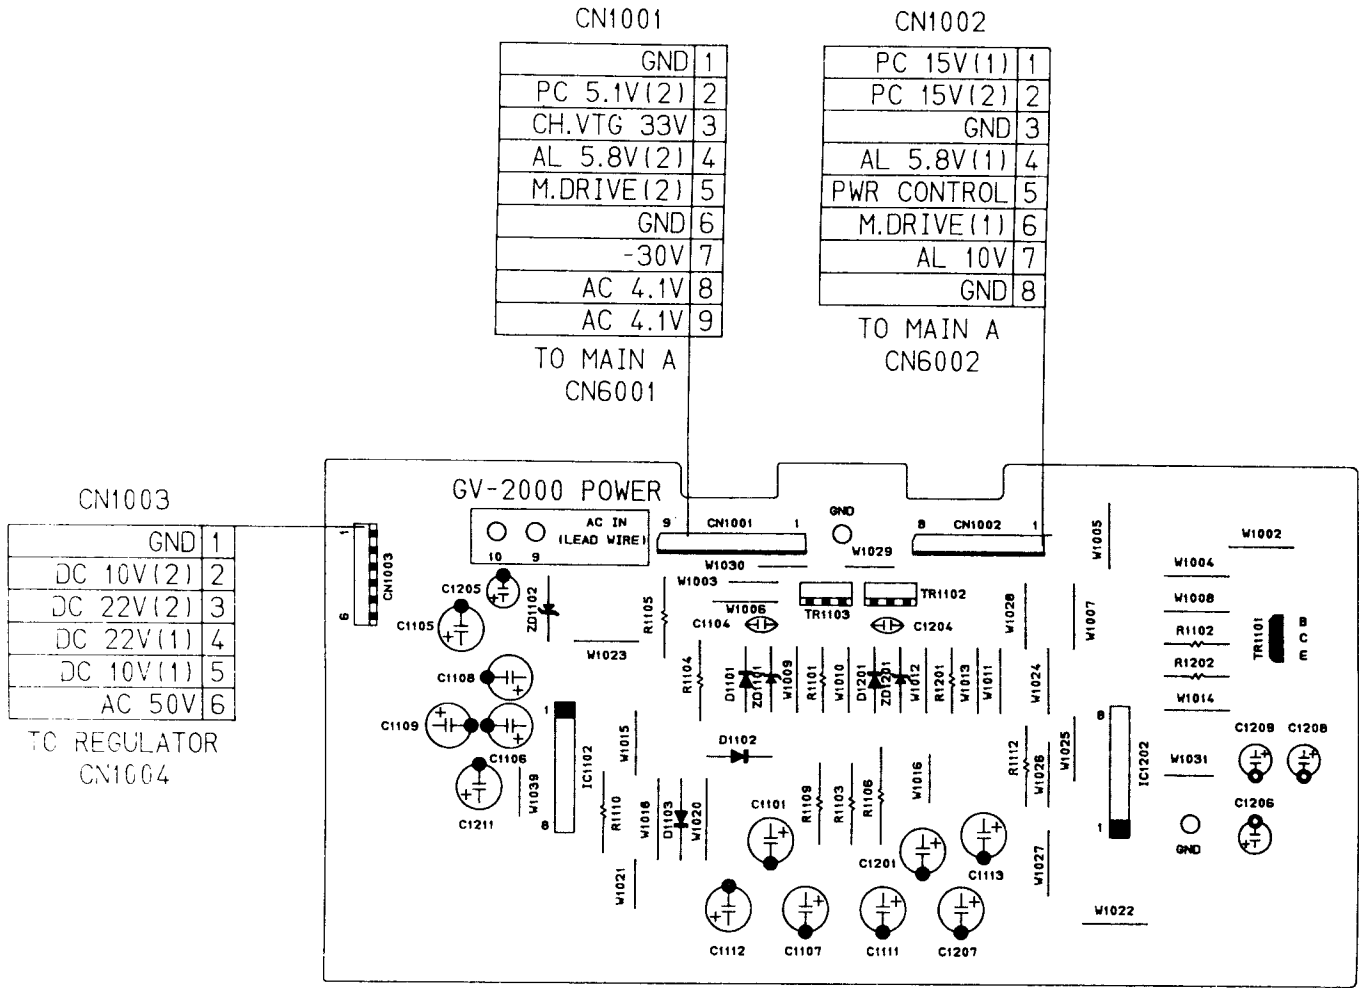 CN1001
GND 1
PC 5.1V(2) 2
CH.VTG 33V 3
AL 5.8V(2) 4
M.DRIVE(2) 5
GND 6
-30V 7
AC 4.1V 8
AC 4.1V 9
TO MAIN A
CN6001
CN1002
PC 15V(1) 1
PC 15V(2) 2
GND 3
AL 5.8V(1) 4
PWR CONTROL 5
M.DRIVE(1) 6
AL 10V 7
GND 8
TO MAIN A
CN6002
CN1003
GND 1
DC 10V(2) 2
DC 22V(2) 3
DC 22V(1) 4
DC 10V(1) 5
AC 50V 6
TO REGULATOR
CN1004
GV-2000 POWER
AC IN
(LEAD WIRE)
10 9
9 CN1001 1
GND
8 CN1002 1
W1029
W1005
W1002
1
CN1003
6
C1205
C1105
ZD1102
R1105
W1030
W1003
W1006
C1104
TR1103
TR1102
C1204
W1028
W1007
W1004
W1008
R1102
R1202
W1014
TR1101
B
C
E
W1023
C1108
C1109
C1106
C1211
W1039
1
IC1102
8
W1015
R1104
D1101
ZD1101
W1009
R1101
W1010
D1201
ZD1201
W1012
R1201
W1013
W1011
W1024
D1102
R1110
W1018
D1103
W1020
C1101
R1109
R1103
R1106
W1016
R1112
W1026
W1025
8
IC1202
1
W1031
C1209
C1208
C1206
GND
W1021
C1201
C1113
W1027
W1022
C1112
C1107
C1111
C1207